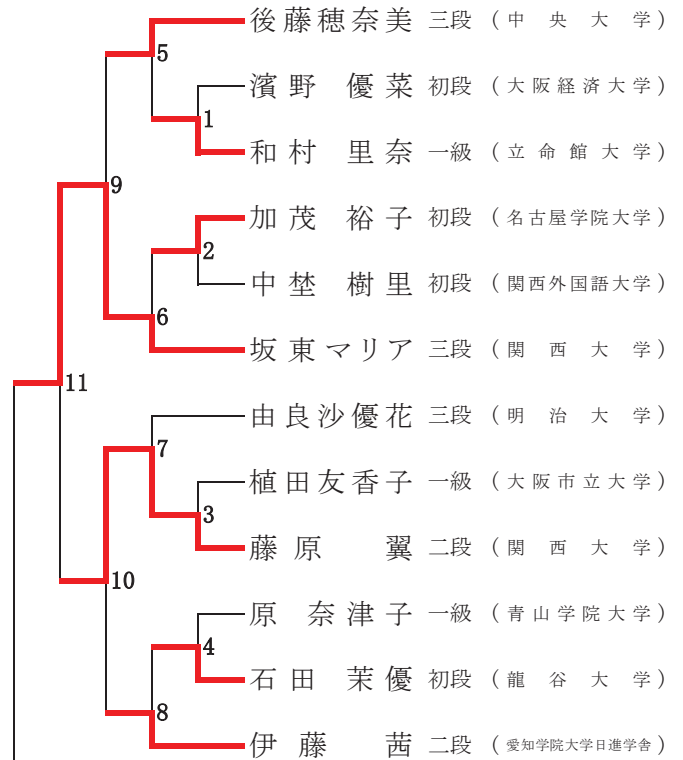 後藤穂奈美 三段 (中央大学)
5
濱野 優菜 初段 (大阪経済大学)
1
和村 里奈 一級 (立命館大学)
9
加茂 裕子 初段 (名古屋学院大学)
2
中埜 樹里 初段 (関西外国語大学)
6
坂東マリア 三段 (関西大学)
11
由良沙優花 三段 (明治大学)
7
植田友香子 一級 (大阪市立大学)
3
藤原 翼 二段 (関西大学)
10
原 奈津子 一級 (青山学院大学)
4
石田 茉優 初段 (龍谷大学)
8
伊藤 茜 二段 (愛知学院大学日進学舎)